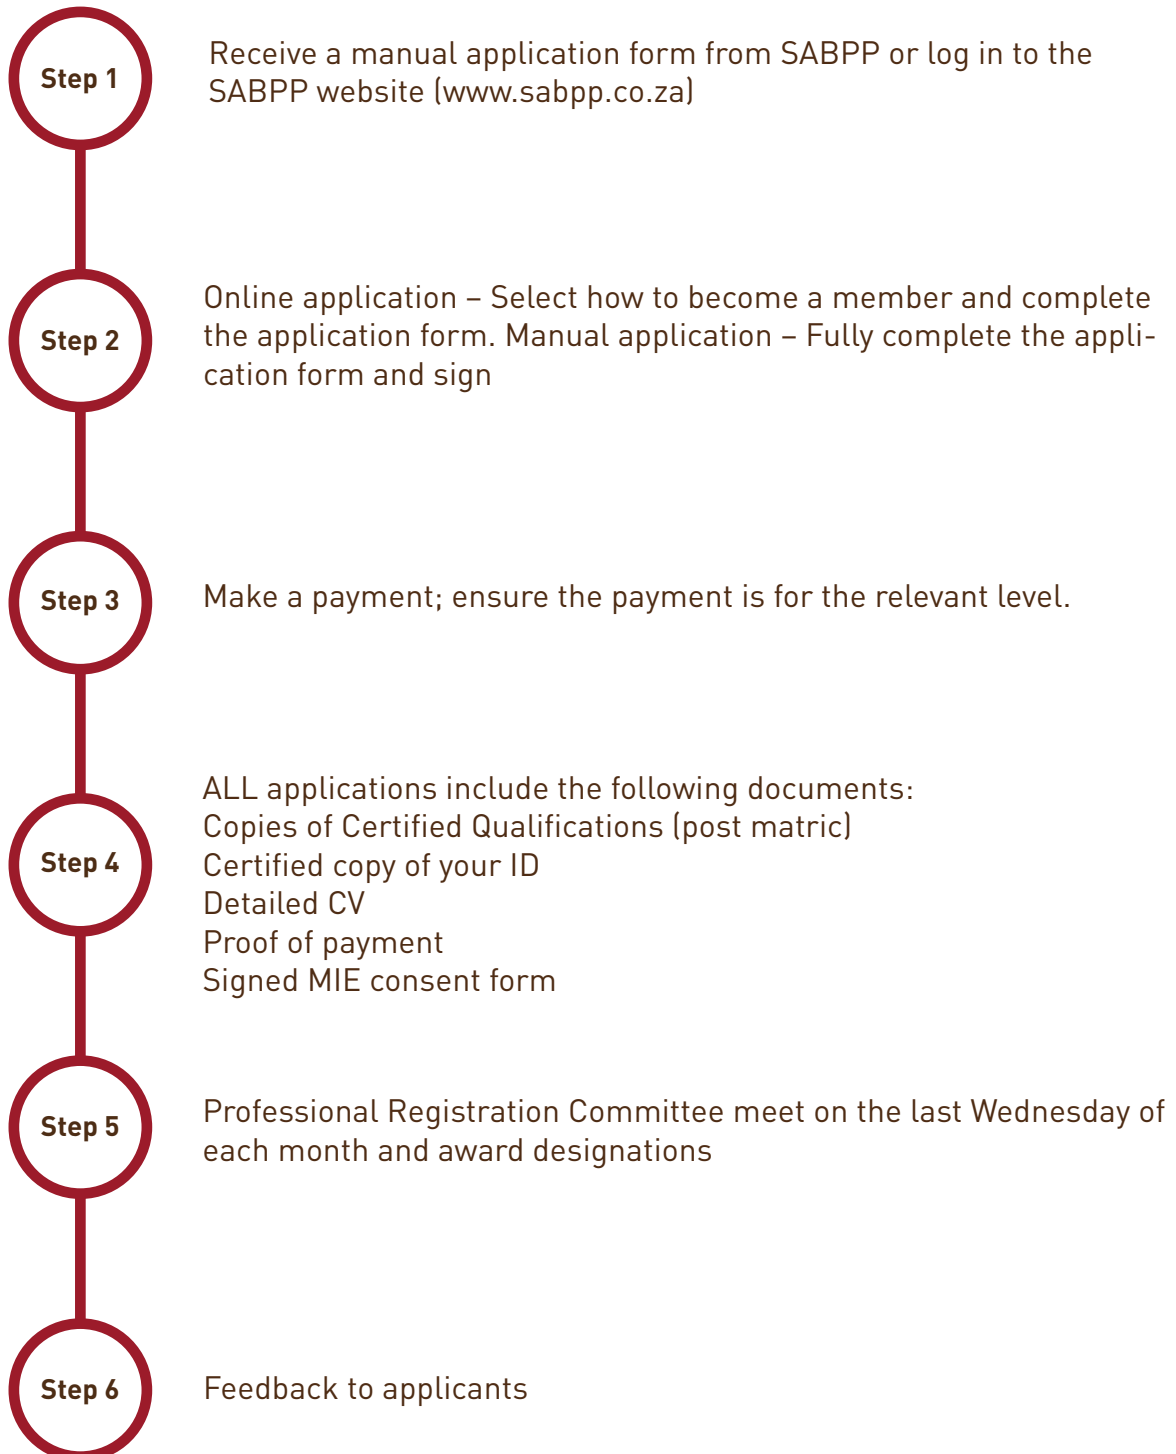 Step 1
Receive a manual application form from SABPP or log in to the
SABPP website (www.sabpp.co.za)
Step 2
Online application – Select how to become a member and complete
the application form. Manual application – Fully complete the appli-
cation form and sign
Step 3
Make a payment; ensure the payment is for the relevant level.
Step 4
ALL applications include the following documents:
Copies of Certified Qualifications (post matric)
Certified copy of your ID
Detailed CV
Proof of payment
Signed MIE consent form
Step 5
Professional Registration Committee meet on the last Wednesday of
each month and award designations
Step 6
Feedback to applicants